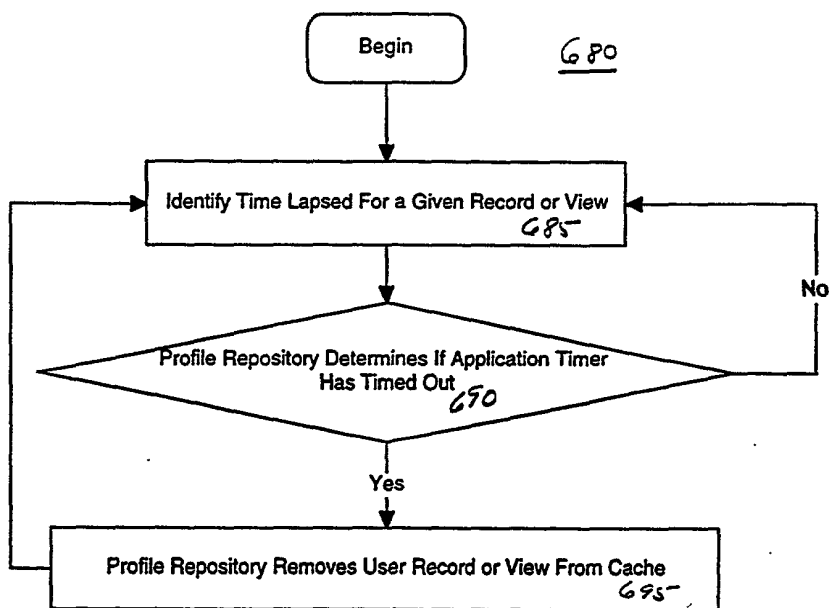 Begin
680
Identify Time Lapsed For a Given Record or View
685
No
Profile Repository Determines If Application Timer
Has Timed Out
690
Yes
Profile Repository Removes User Record or View From Cache
695